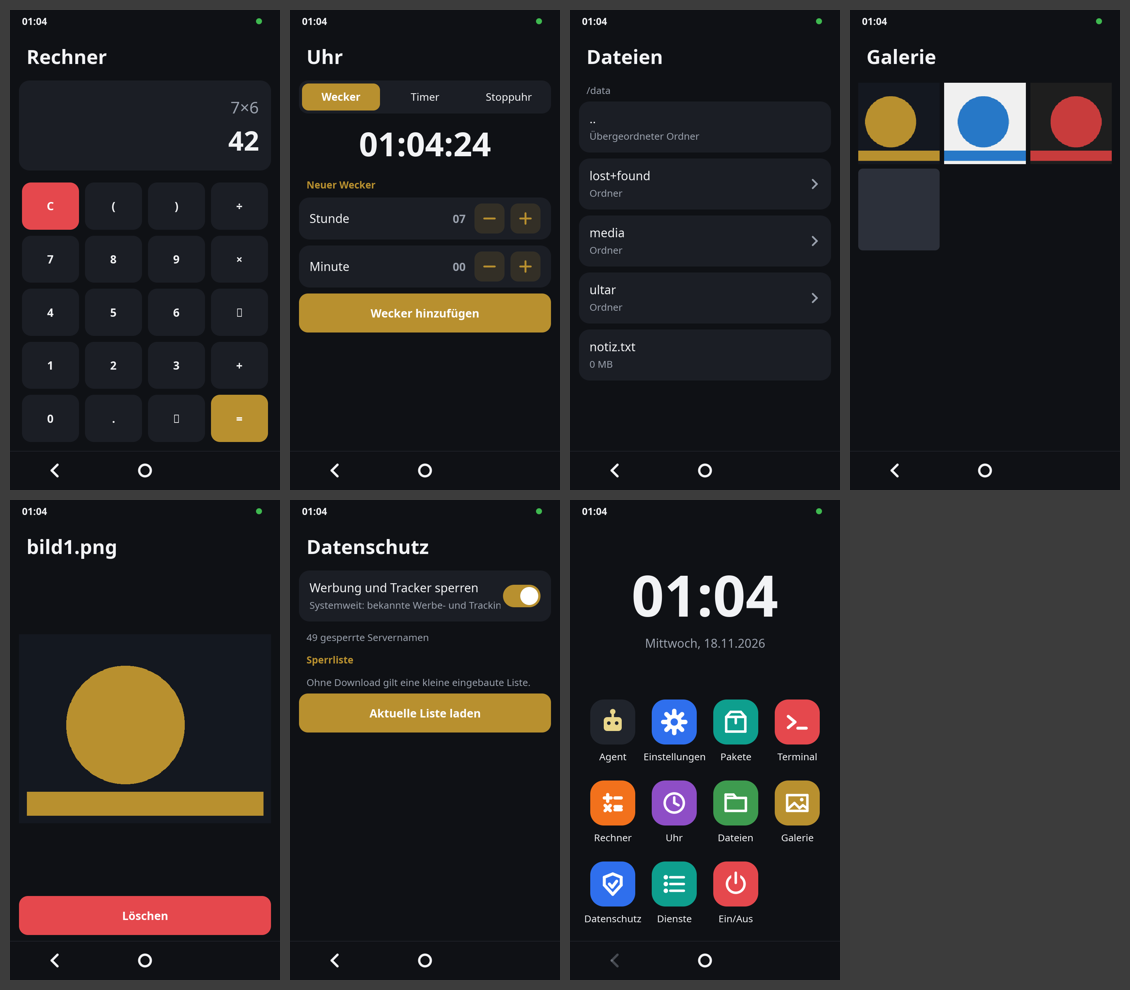 01:04
Rechner
7×6
42
C ( ) ÷
7 8 9 ×
4 5 6
1 2 3 +
0 . =
01:04
Uhr
Wecker Timer Stoppuhr
01:04:24
Neuer Wecker
Stunde 07 − +
Minute 00 − +
Wecker hinzufügen
01:04
Dateien
/data
..
Übergeordneter Ordner
lost+found
Ordner
media
Ordner
ultar
Ordner
notiz.txt
0 MB
01:04
Galerie
01:04
bild1.png
Löschen
01:04
Datenschutz
Werbung und Tracker sperren
Systemweit: bekannte Werbe- und Trackin
49 gesperrte Servernamen
Sperrliste
Ohne Download gilt eine kleine eingebaute Liste.
Aktuelle Liste laden
01:04
01:04
Mittwoch, 18.11.2026
Agent Einstellungen Pakete Terminal
Rechner Uhr Dateien Galerie
Datenschutz Dienste Ein/Aus